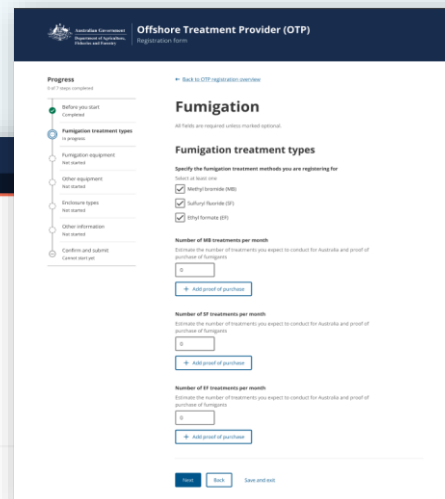 Australian Government
Department of Agriculture,
Fisheries and Forestry
Offshore Treatment Provider (OTP)
Registration form
Progress
0 of 7 steps completed
Before you start
Completed
Fumigation treatment types
In progress
Fumigation equipment
Not started
Other equipment
Not started
Enclosure types
Not started
Other information
Not started
Confirm and submit
Cannot start yet
← Back to OTP registration overview
Fumigation
All fields are required unless marked optional.
Fumigation treatment types
Specify the fumigation treatment methods you are registering for
Select at least one
Methyl bromide (MB)
Sulfuryl fluoride (SF)
Ethyl formate (EF)
Number of MB treatments per month
Estimate the number of treatments you expect to conduct for Australia and proof of
purchase of fumigants
0
+ Add proof of purchase
Number of SF treatments per month
Estimate the number of treatments you expect to conduct for Australia and proof of
purchase of fumigants
0
+ Add proof of purchase
Number of EF treatments per month
Estimate the number of treatments you expect to conduct for Australia and proof of
purchase of fumigants
0
+ Add proof of purchase
Next
Back
Save and exit